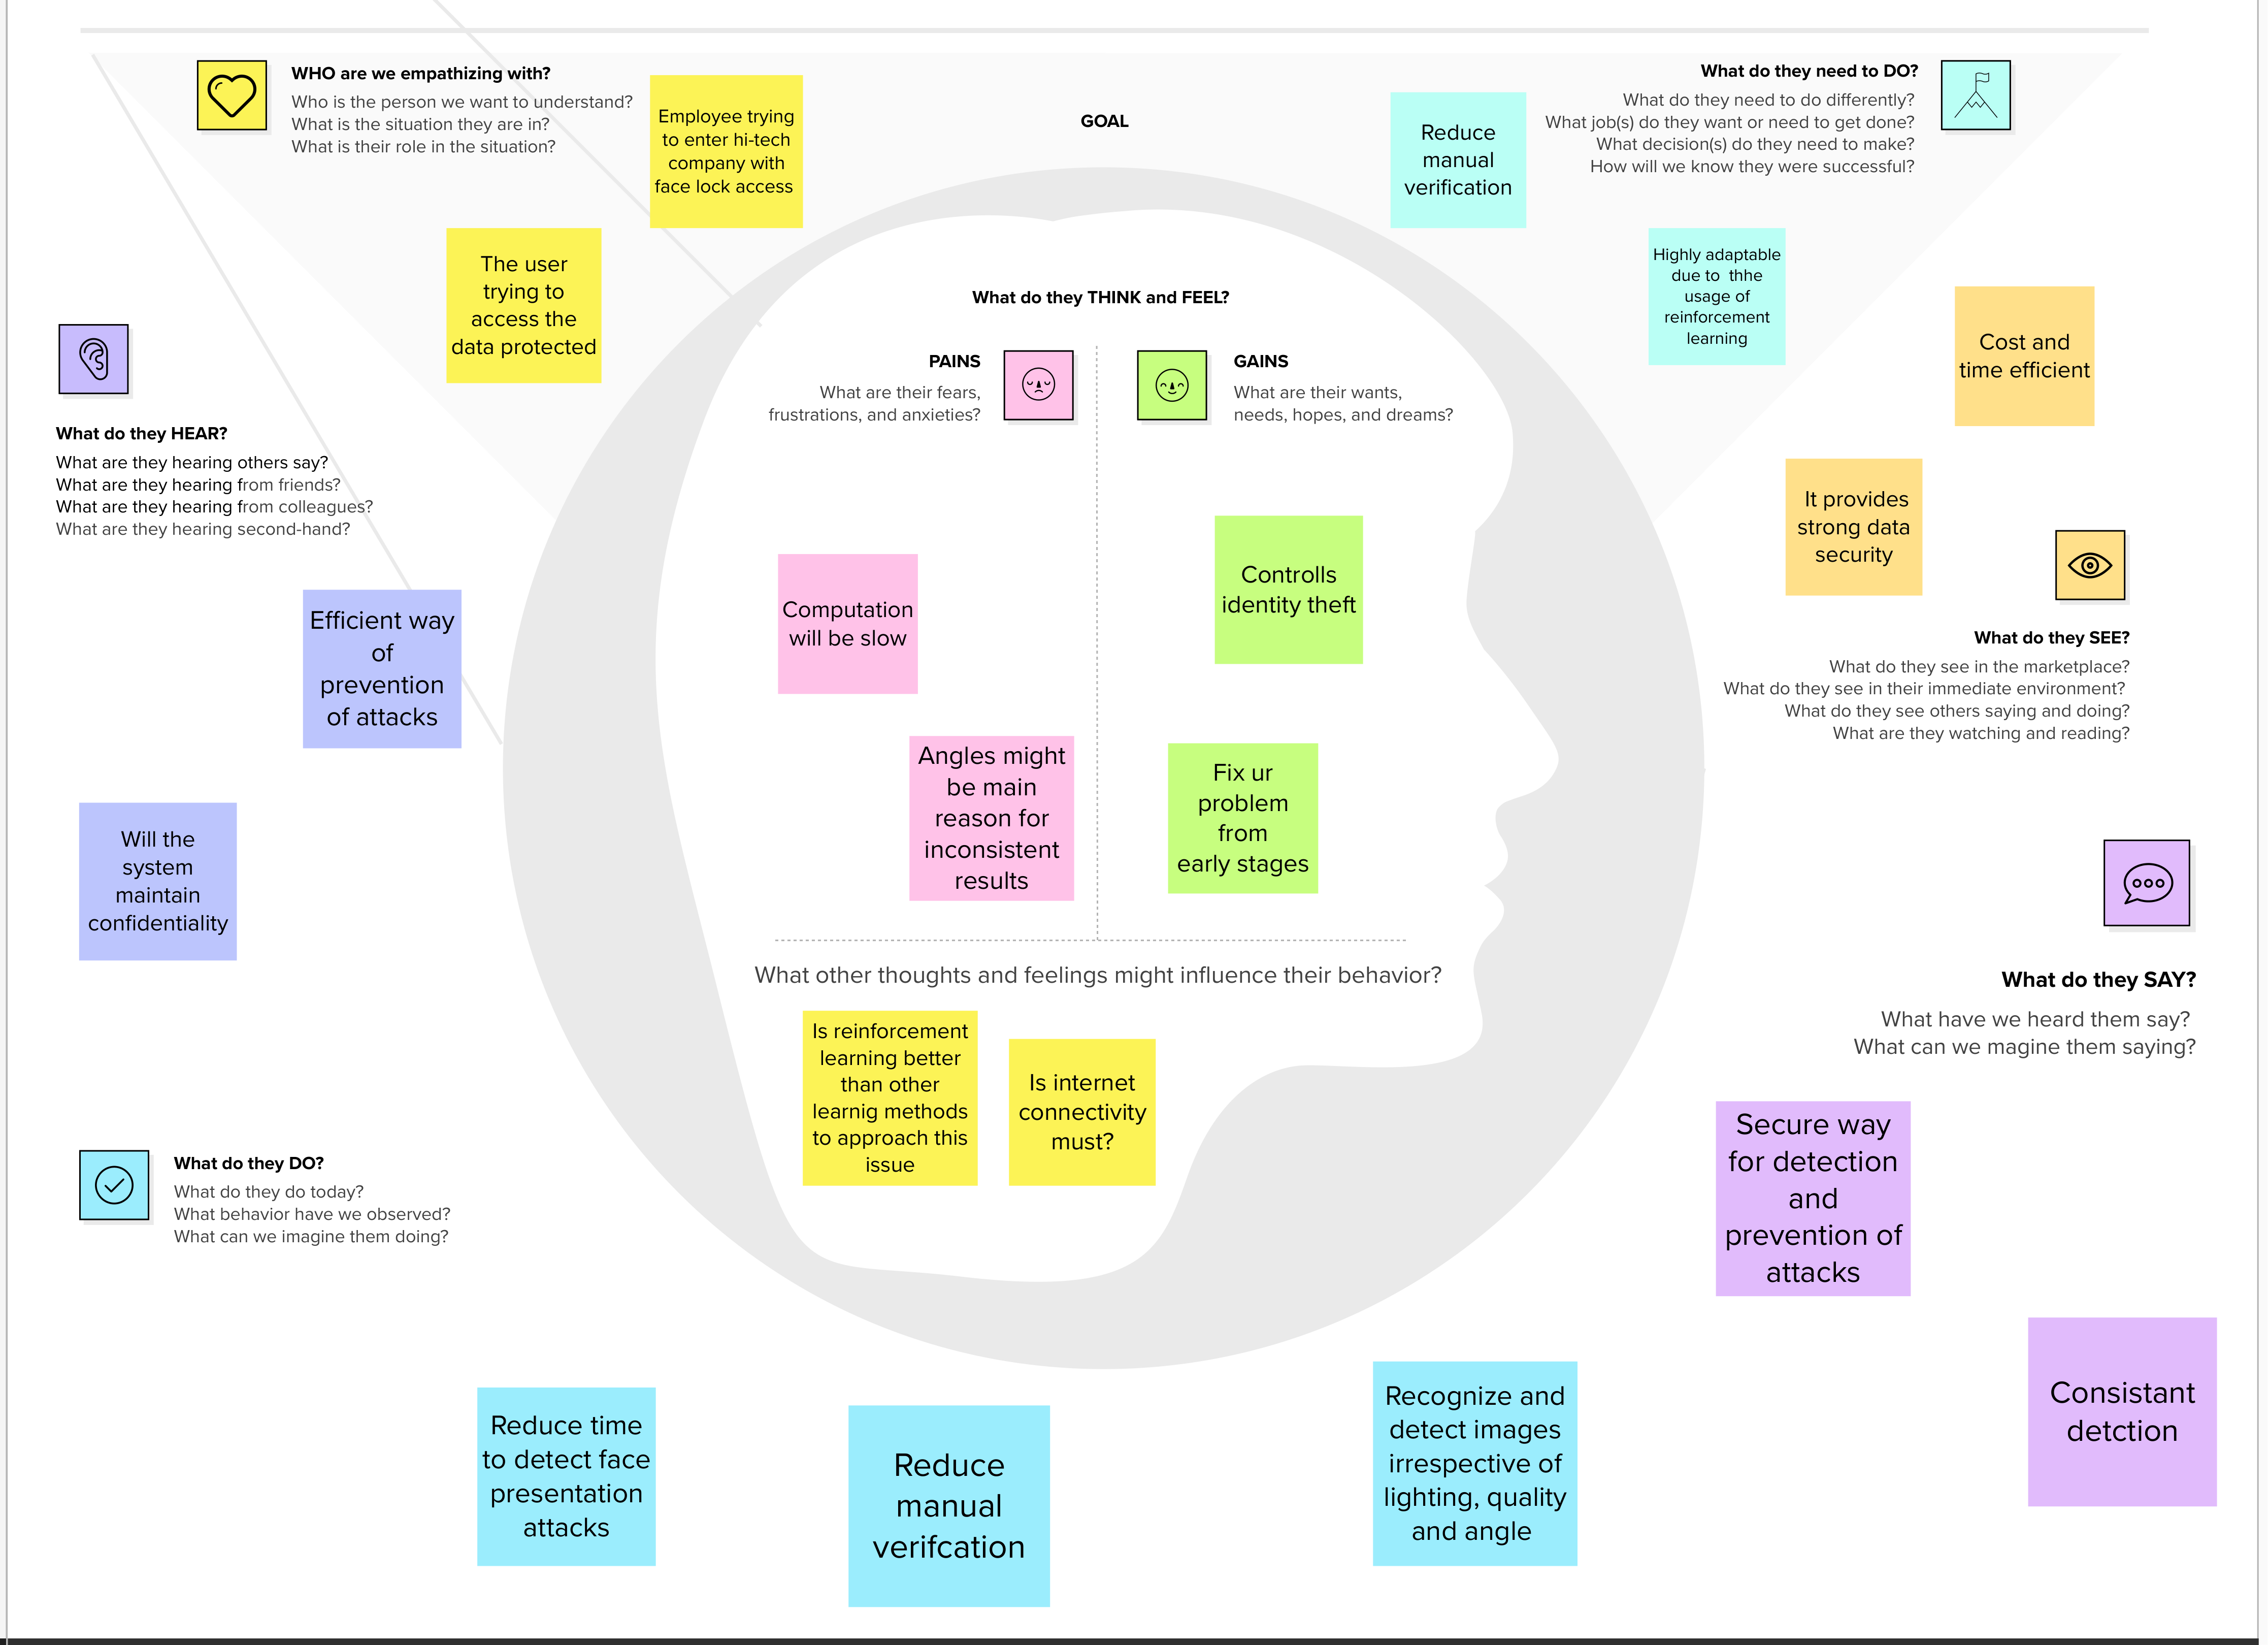 WHO are we empathizing with?
Who is the person we want to understand?
What is the situation they are in?
What is their role in the situation?
Employee trying
to enter hi-tech
company with
face lock access
The user
trying to
access the
data protected
GOAL
What do they need to DO?
What do they need to do differently?
What job(s) do they want or need to get done?
What decision(s) do they need to make?
How will we know they were successful?
Reduce
manual
verification
Highly adaptable
due to  thhe
usage of
reinforcement
learning
What do they HEAR?
What are they hearing others say?
What are they hearing from friends?
What are they hearing from colleagues?
What are they hearing second-hand?
Efficient way
of
prevention
of attacks
Will the
system
maintain
confidentiality
What do they THINK and FEEL?
PAINS
What are their fears,
frustrations, and anxieties?
Computation
will be slow
Angles might
be main
reason for
inconsistent
results
GAINS
What are their wants,
needs, hopes, and dreams?
Controlls
identity theft
Fix ur
problem
from
early stages
What other thoughts and feelings might influence their behavior?
Is reinforcement
learning better
than other
learnig methods
to approach this
issue
Is internet
connectivity
must?
Cost and
time efficient
It provides
strong data
security
What do they SEE?
What do they see in the marketplace?
What do they see in their immediate environment?
What do they see others saying and doing?
What are they watching and reading?
What do they SAY?
What have we heard them say?
What can we magine them saying?
Secure way
for detection
and
prevention of
attacks
Consistant
detction
What do they DO?
What do they do today?
What behavior have we observed?
What can we imagine them doing?
Reduce time
to detect face
presentation
attacks
Reduce
manual
verifcation
Recognize and
detect images
irrespective of
lighting, quality
and angle